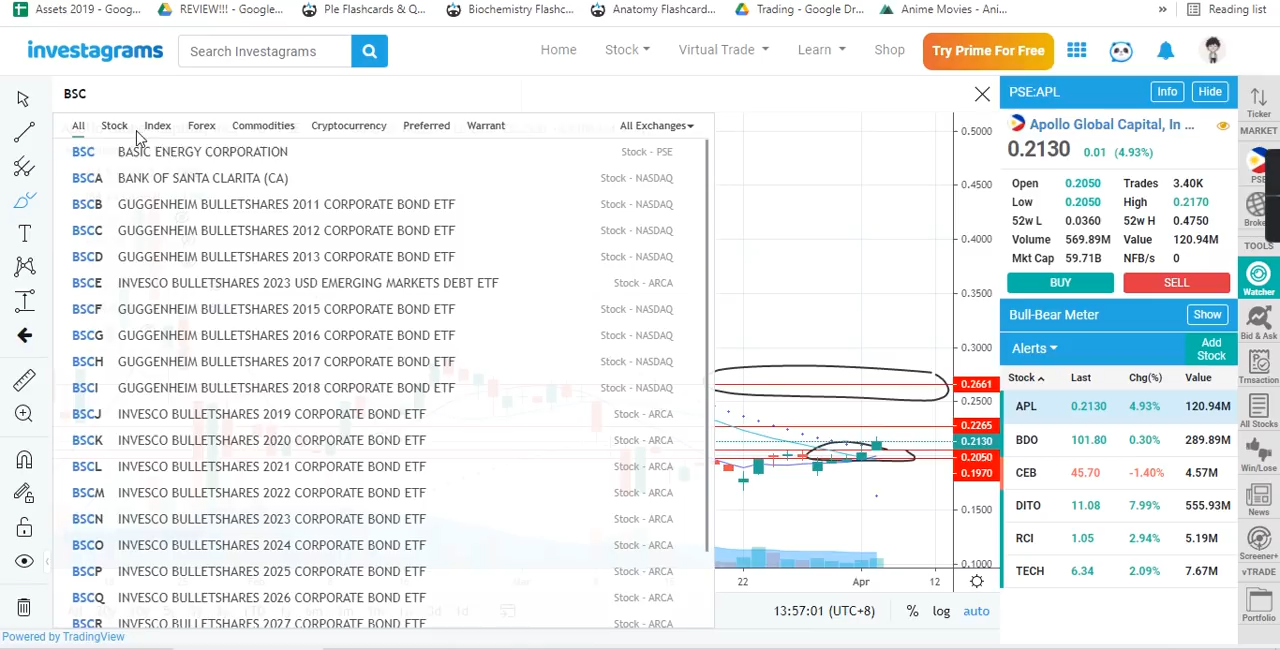 Assets 2019 - Goog...
REVIEW!!! - Google...
Ple Flashcards & Q...
Biochemistry Flashc...
Anatomy Flashcard...
Trading - Google Dr...
Anime Movies - Ani...
»
Reading list
investagrams
Search Investagrams
Home
Stock
Virtual Trade
Learn
Shop
Try Prime For Free
BSC
All
Stock
Index
Forex
Commodities
Cryptocurrency
Preferred
Warrant
All Exchanges
BSC BASIC ENERGY CORPORATION Stock - PSE
BSCA BANK OF SANTA CLARITA (CA) Stock - NASDAQ
BSCB GUGGENHEIM BULLETSHARES 2011 CORPORATE BOND ETF Stock - NASDAQ
BSCC GUGGENHEIM BULLETSHARES 2012 CORPORATE BOND ETF Stock - NASDAQ
BSCD GUGGENHEIM BULLETSHARES 2013 CORPORATE BOND ETF Stock - NASDAQ
BSCE INVESCO BULLETSHARES 2023 USD EMERGING MARKETS DEBT ETF Stock - ARCA
BSCF GUGGENHEIM BULLETSHARES 2015 CORPORATE BOND ETF Stock - NASDAQ
BSCG GUGGENHEIM BULLETSHARES 2016 CORPORATE BOND ETF Stock - NASDAQ
BSCH GUGGENHEIM BULLETSHARES 2017 CORPORATE BOND ETF Stock - NASDAQ
BSCI GUGGENHEIM BULLETSHARES 2018 CORPORATE BOND ETF Stock - NASDAQ
BSCJ INVESCO BULLETSHARES 2019 CORPORATE BOND ETF Stock - ARCA
BSCK INVESCO BULLETSHARES 2020 CORPORATE BOND ETF Stock - ARCA
BSCL INVESCO BULLETSHARES 2021 CORPORATE BOND ETF Stock - ARCA
BSCM INVESCO BULLETSHARES 2022 CORPORATE BOND ETF Stock - ARCA
BSCN INVESCO BULLETSHARES 2023 CORPORATE BOND ETF Stock - ARCA
BSCO INVESCO BULLETSHARES 2024 CORPORATE BOND ETF Stock - ARCA
BSCP INVESCO BULLETSHARES 2025 CORPORATE BOND ETF Stock - ARCA
BSCQ INVESCO BULLETSHARES 2026 CORPORATE BOND ETF Stock - ARCA
BSCR INVESCO BULLETSHARES 2027 CORPORATE BOND ETF Stock - ARCA
0.5000
0.4500
0.4000
0.3500
0.3000
0.2661
0.2500
0.2265
0.2130
0.2050
0.1970
0.1500
0.1000
22
Apr
12
13:57:01 (UTC+8)
%
log
auto
Powered by TradingView
PSE:APL
Info
Hide
Apollo Global Capital, In ...
0.2130 0.01 (4.93%)
Open 0.2050 Trades 3.40K
Low 0.2050 High 0.2170
52w L 0.0360 52w H 0.4750
Volume 569.89M Value 120.94M
Mkt Cap 59.71B NFB/s 0
BUY
SELL
Bull-Bear Meter
Show
Alerts
Add
Stock
Stock Last Chg(%) Value
APL 0.2130 4.93% 120.94M
BDO 101.80 0.30% 289.89M
CEB 45.70 -1.40% 4.57M
DITO 11.08 7.99% 555.93M
RCI 1.05 2.94% 5.19M
TECH 6.34 2.09% 7.67M
Ticker
MARKET
PSE
Broke
TOOLS
Watcher
Bid & Ask
Trnsaction
All Stocks
Win/Lose
News
Screener+
vTRADE
Portfolio